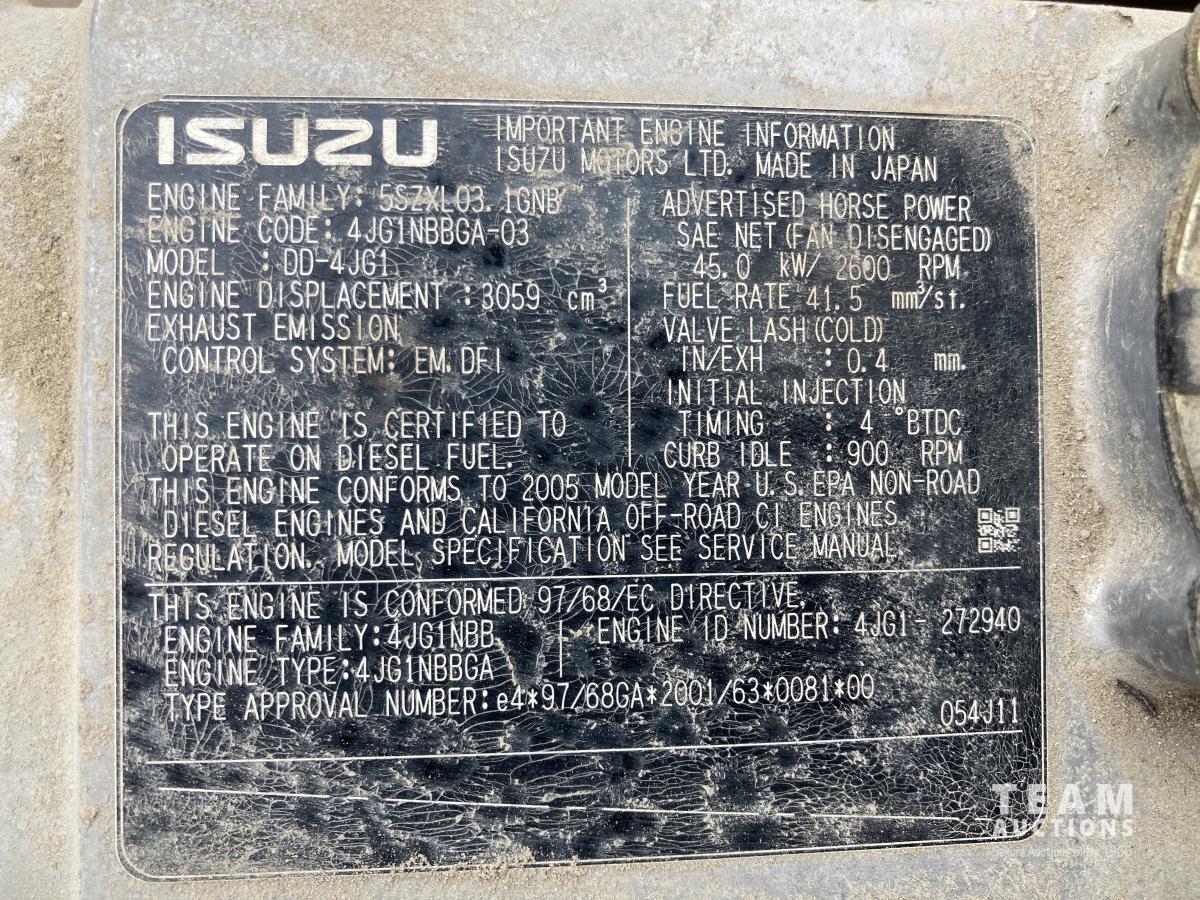 ISUZU
IMPORTANT ENGINE INFORMATION
ISUZU MOTORS LTD. MADE IN JAPAN
ENGINE FAMILY: 5SZXL03.1GNB
ENGINE CODE: 4JG1NBBGA-03
MODEL : DD-4JG1
ENGINE DISPLACEMENT :3059 cm³
EXHAUST EMISSION
CONTROL SYSTEM: EM,DFI
THIS ENGINE IS CERTIFIED TO
OPERATE ON DIESEL FUEL.
ADVERTISED HORSE POWER
SAE NET (FAN DISENGAGED)
45.0 kW/ 2600 RPM
FUEL RATE 41.5 mm³/st.
VALVE LASH(COLD)
IN/EXH : 0.4 mm.
INITIAL INJECTION
TIMING : 4 °BTDC
CURB IDLE : 900 RPM
THIS ENGINE CONFORMS TO 2005 MODEL YEAR U.S.EPA NON-ROAD
DIESEL ENGINES AND CALIFORNIA OFF-ROAD CI ENGINES
REGULATION. MODEL SPECIFICATION SEE SERVICE MANUAL
THIS ENGINE IS CONFORMED 97/68/EC DIRECTIVE.
ENGINE FAMILY:4JG1NBB
ENGINE ID NUMBER: 4JG1- 272940
ENGINE TYPE:4JG1NBBGA
TYPE APPROVAL NUMBER:e4*97/68GA*2001/63*0081*00
054J11
TEAM
AUCTIONS